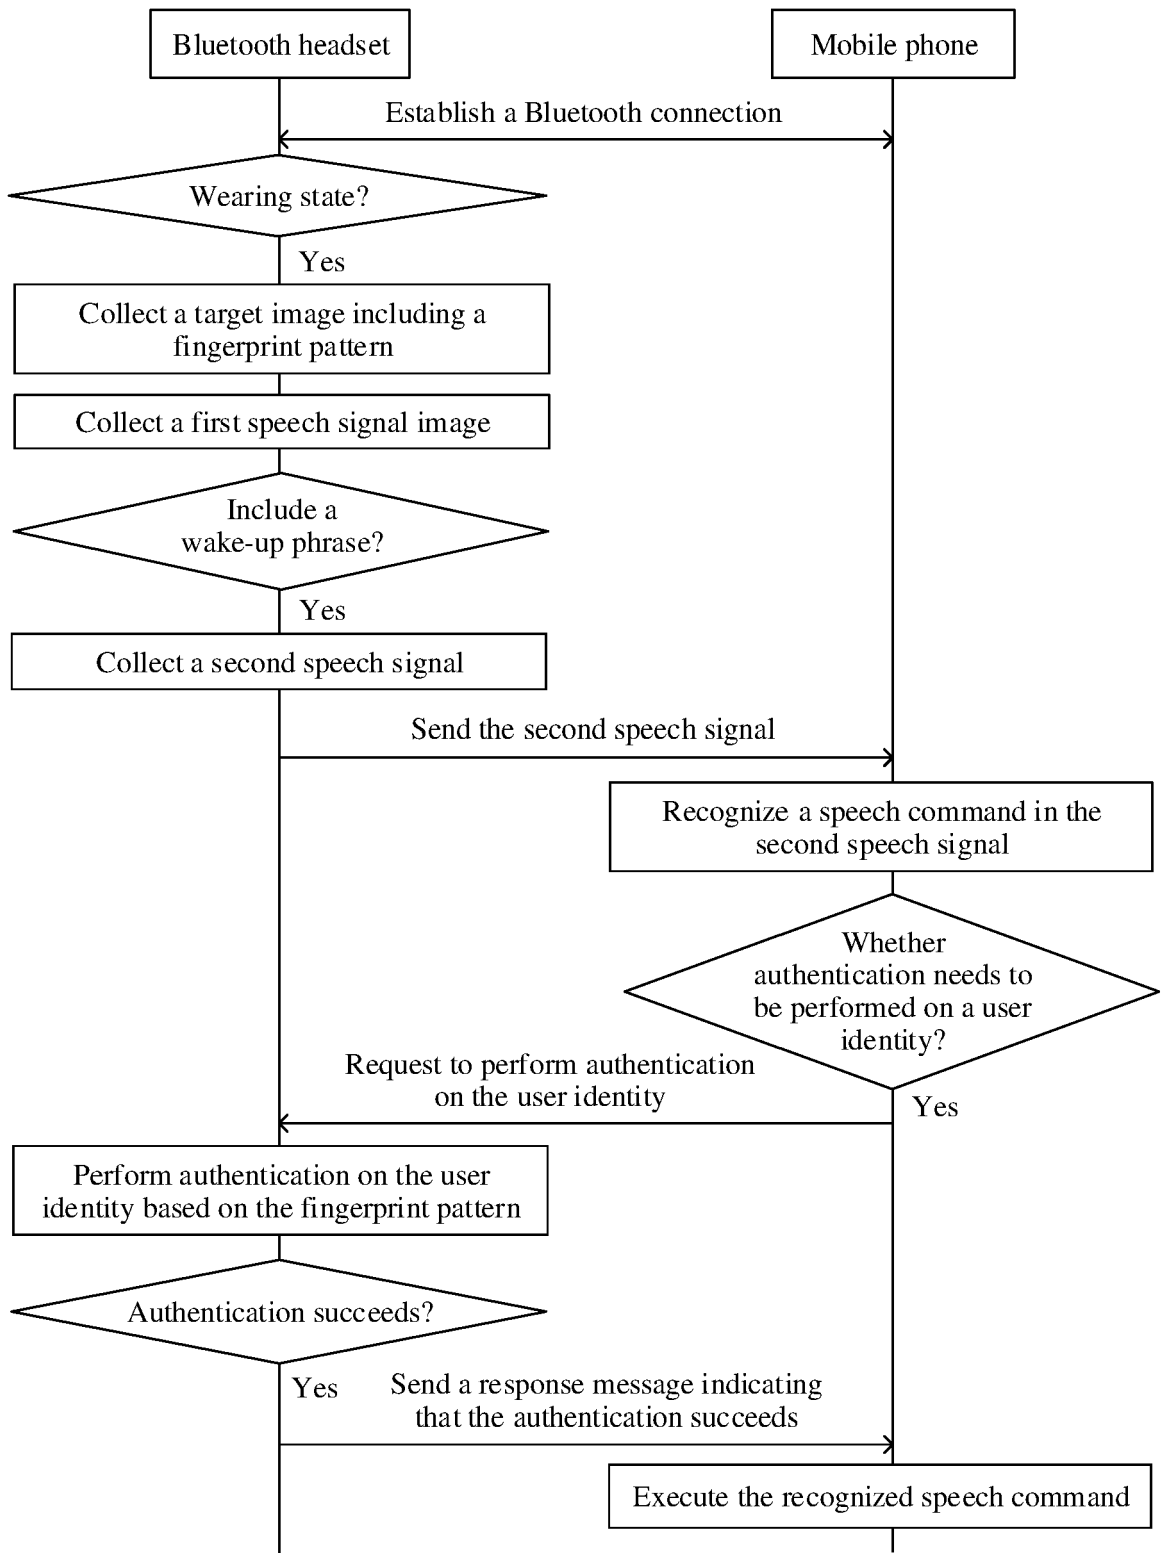 Bluetooth headset
Mobile phone
Establish a Bluetooth connection
Wearing state?
Yes
Collect a target image including a
fingerprint pattern
Collect a first speech signal image
Include a
wake-up phrase?
Yes
Collect a second speech signal
Send the second speech signal
Recognize a speech command in the
second speech signal
Whether
authentication needs to
be performed on a user
identity?
Request to perform authentication
on the user identity
Yes
Perform authentication on the user
identity based on the fingerprint pattern
Authentication succeeds?
Yes
Send a response message indicating
that the authentication succeeds
Execute the recognized speech command